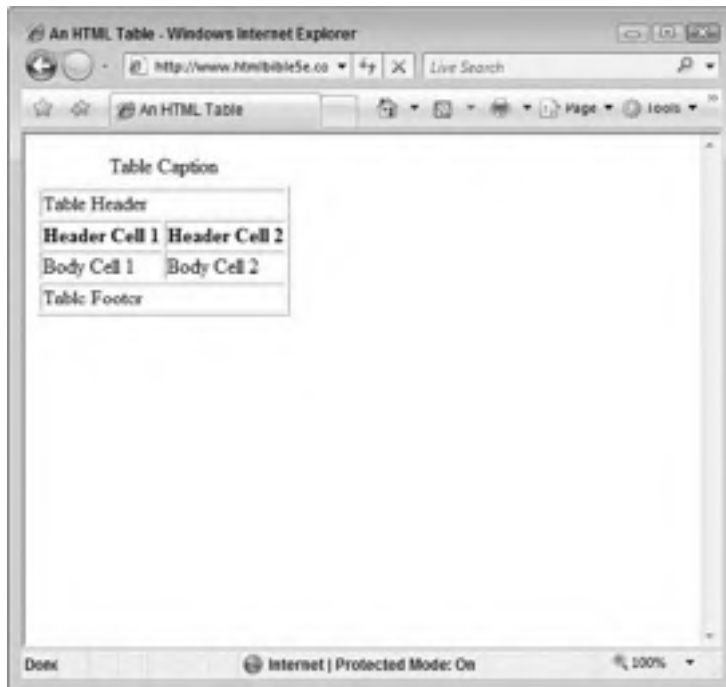 An HTML Table - Windows Internet Explorer
http://www.htmlbible5e.co Live Search
An HTML Table Page Tools
Table Caption
Table Header
Header Cell 1 Header Cell 2
Body Cell 1 Body Cell 2
Table Footer
Done Internet | Protected Mode: On 100%